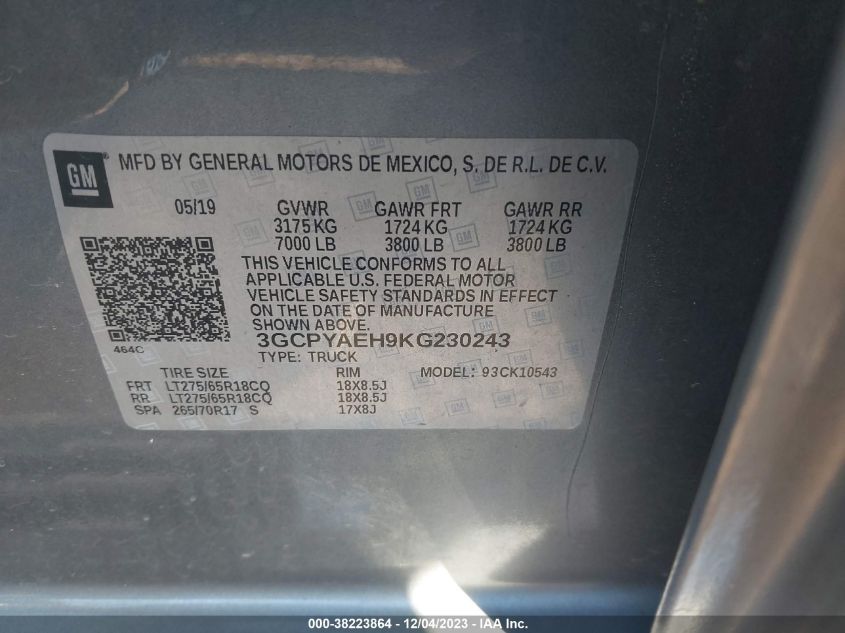 GM
MFD BY GENERAL MOTORS DE MEXICO, S. DE R.L. DE C.V.
05/19 GVWR GAWR FRT GAWR RR
3175 KG 1724 KG 1724 KG
7000 LB 3800 LB 3800 LB
THIS VEHICLE CONFORMS TO ALL
APPLICABLE U.S. FEDERAL MOTOR
VEHICLE SAFETY STANDARDS IN EFFECT
ON THE DATE OF MANUFACTURE
SHOWN ABOVE.
3GCPYAEH9KG230243
464C
TYPE: TRUCK
TIRE SIZE RIM MODEL: 93CK10543
FRT LT275/65R18CQ 18X8.5J
RR LT275/65R18CQ 18X8.5J
SPA 265/70R17 S 17X8J
000-38223864 - 12/04/2023 - IAA Inc.